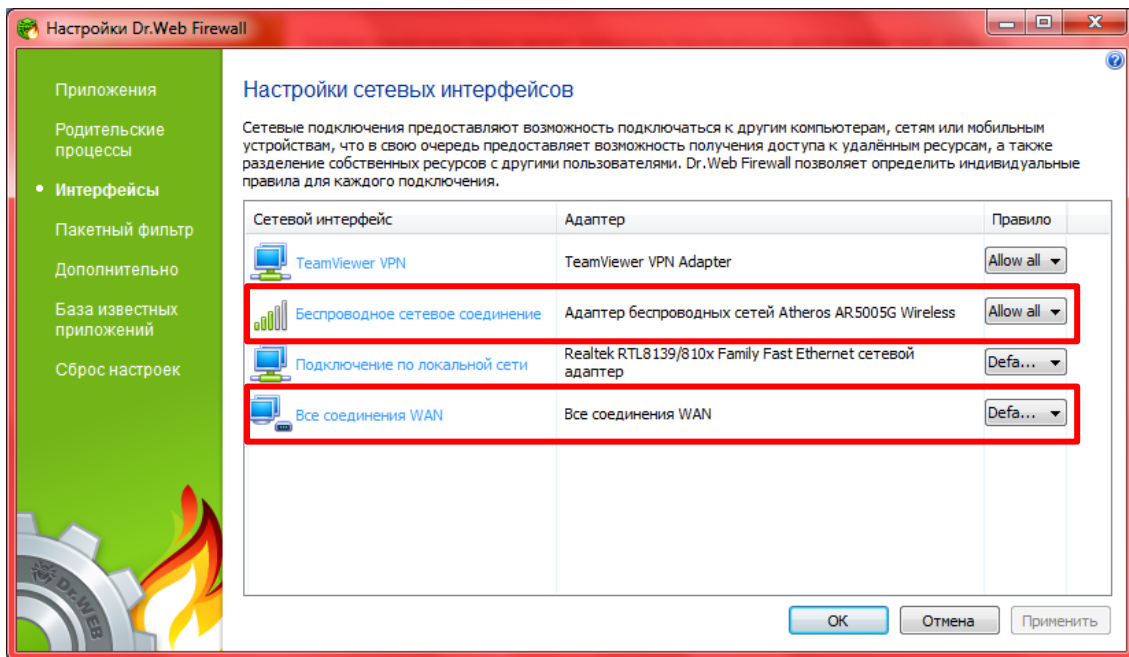 Настройки Dr.Web Firewall
Приложения
Родительские
процессы
Интерфейсы
Пакетный фильтр
Дополнительно
База известных
приложений
Сброс настроек
Настройки сетевых интерфейсов
Сетевые подключения предоставляют возможность подключаться к другим компьютерам, сетям или мобильным
устройствам, что в свою очередь предоставляет возможность получения доступа к удалённым ресурсам, а также
разделение собственных ресурсов с другими пользователями. Dr.Web Firewall позволяет определить индивидуальные
правила для каждого подключения.
Сетевой интерфейс Адаптер Правило
TeamViewer VPN TeamViewer VPN Adapter Allow all
Беспроводное сетевое соединение Адаптер беспроводных сетей Atheros AR5005G Wireless Allow all
Подключение по локальной сети Realtek RTL8139/810x Family Fast Ethernet сетевой
адаптер Defa...
Все соединения WAN Все соединения WAN Defa...
Dr.WEB
OK Отмена Применить